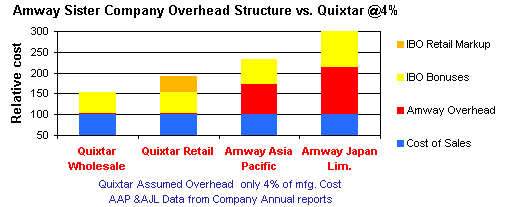 Amway Sister Company Overhead Structure vs. Quixtar @4%
Relative cost
300
250
200
150
100
50
Quixtar Wholesale
Quixtar Retail
Amway Asia Pacific
Amway Japan Lim.
IBO Retail Markup
IBO Bonuses
Amway Overhead
Cost of Sales
Quixtar Assumed Overhead only 4% of mfg. Cost
AAP &AJL Data from Company Annual reports